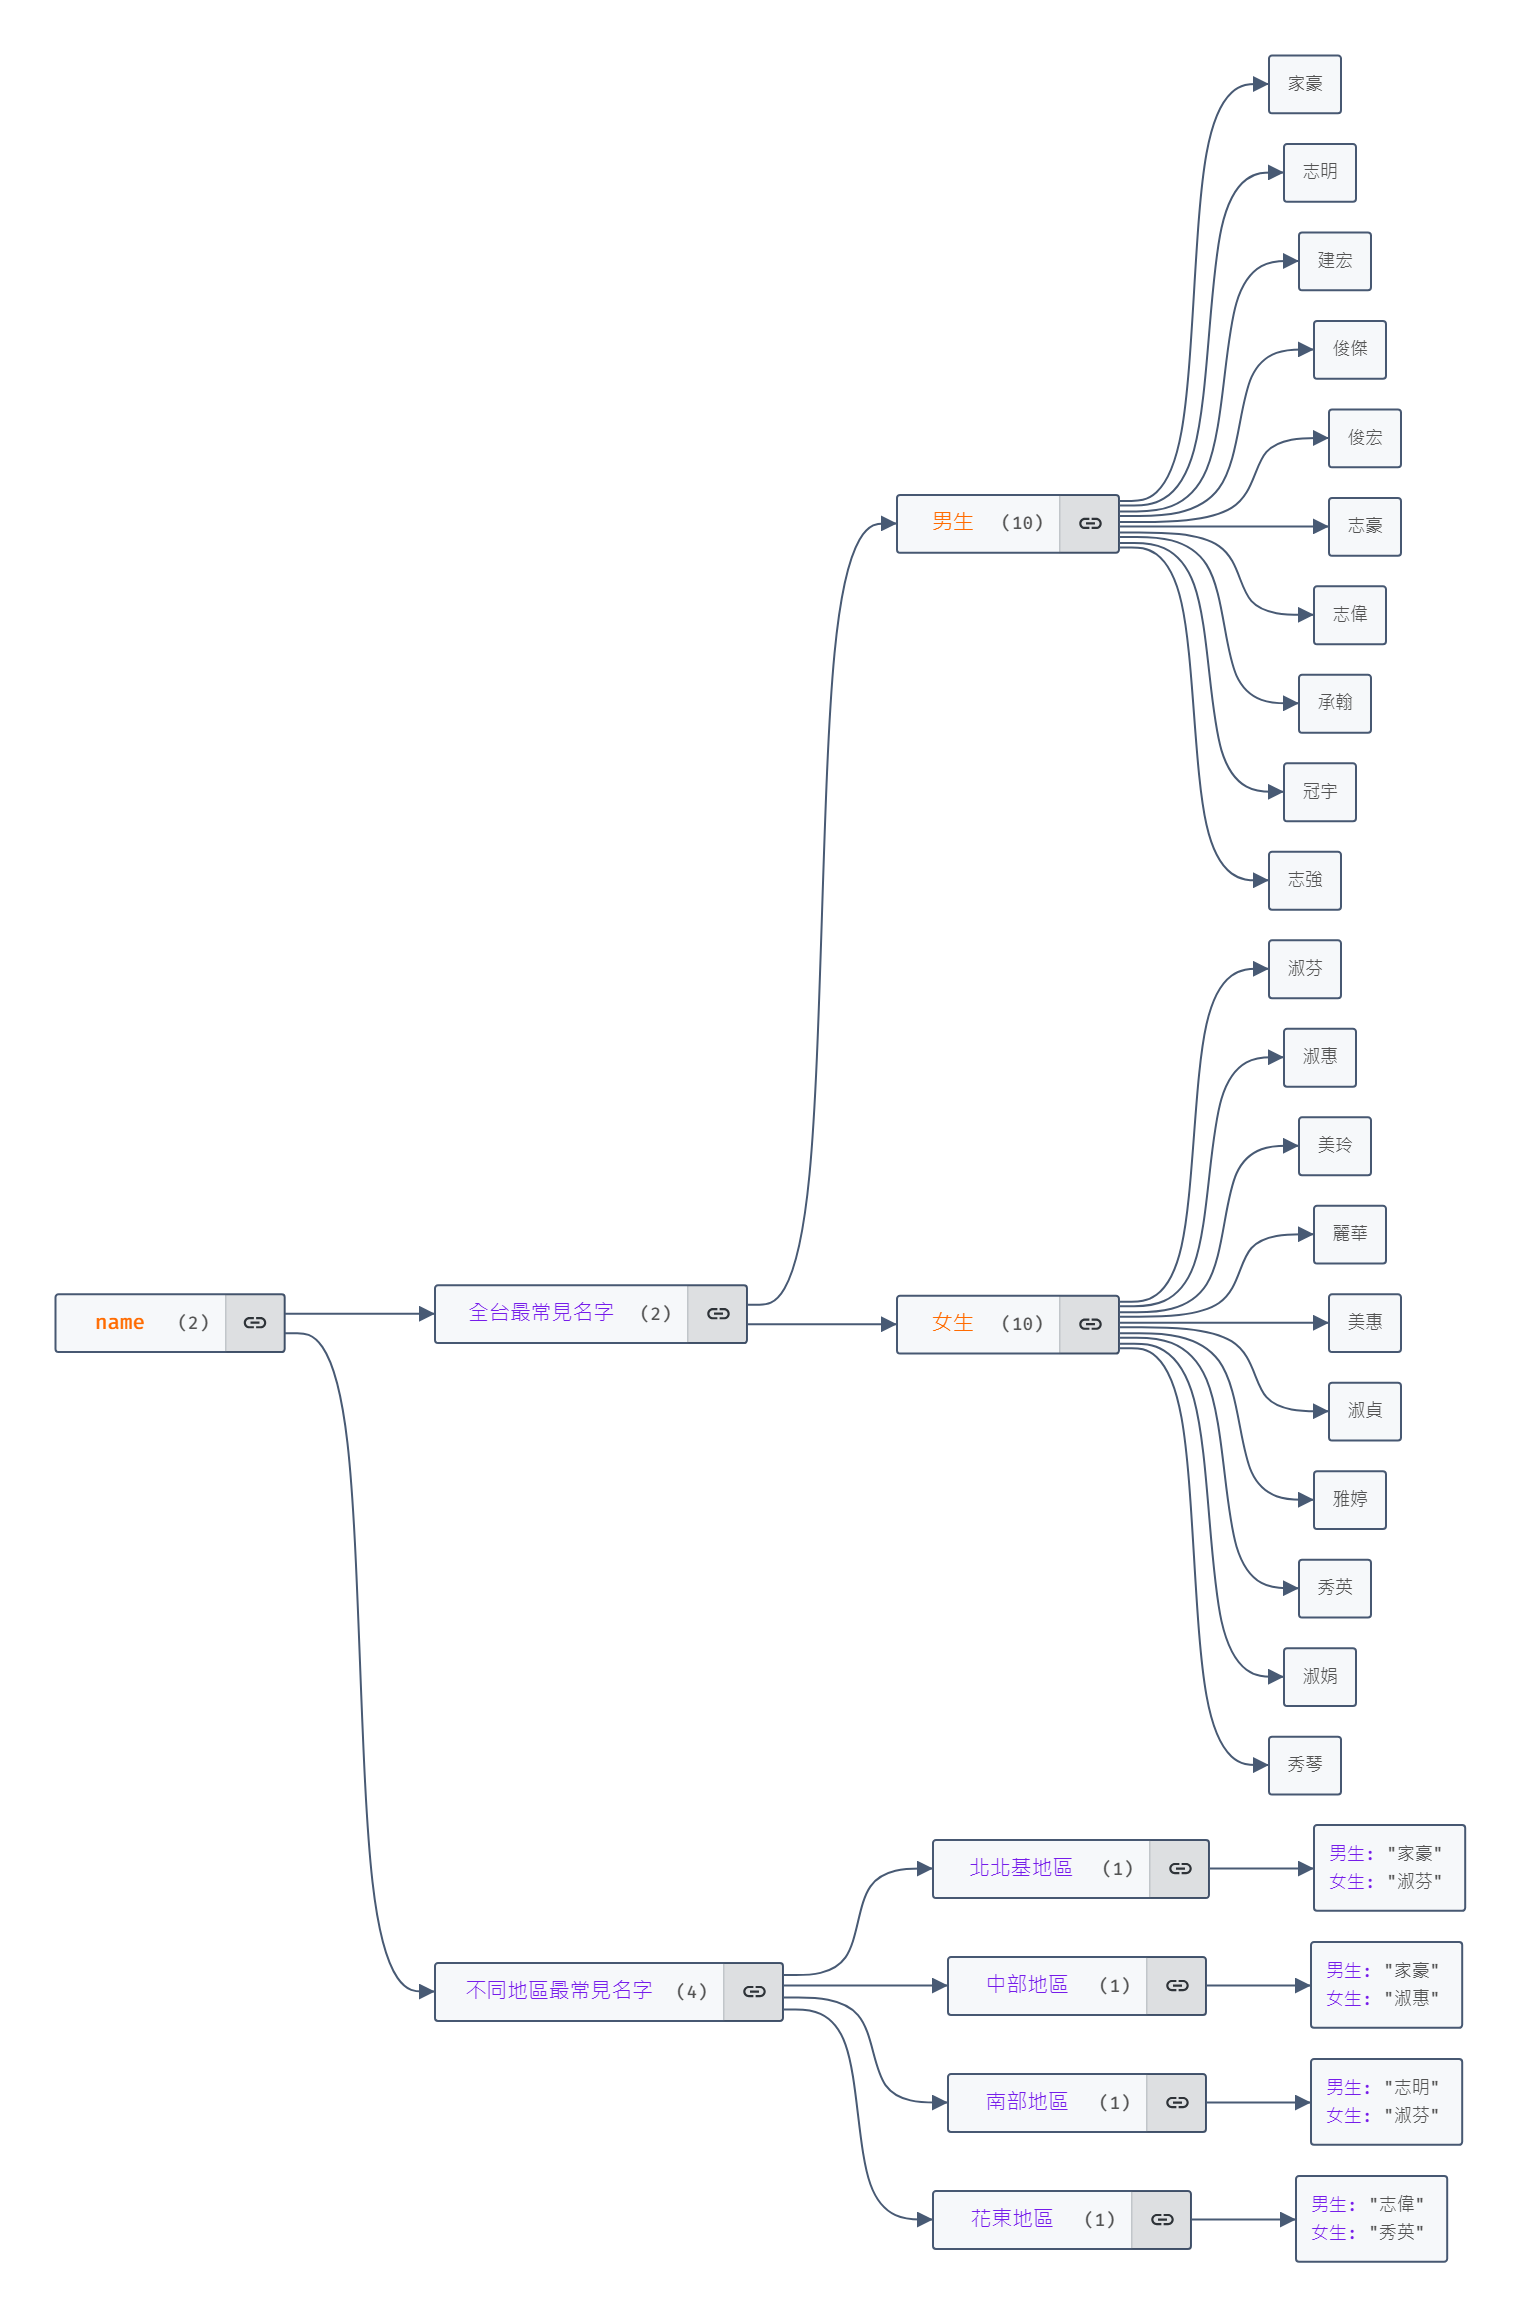 name (2)
全台最常見名字 (2)
男生 (10)
家豪
志明
建宏
俊傑
俊宏
志豪
志偉
承翰
冠宇
志強
女生 (10)
淑芬
淑惠
美玲
麗華
美惠
淑貞
雅婷
秀英
淑娟
秀琴
不同地區最常見名字 (4)
北北基地區 (1)
男生: "家豪"
女生: "淑芬"
中部地區 (1)
男生: "家豪"
女生: "淑惠"
南部地區 (1)
男生: "志明"
女生: "淑芬"
花東地區 (1)
男生: "志偉"
女生: "秀英"